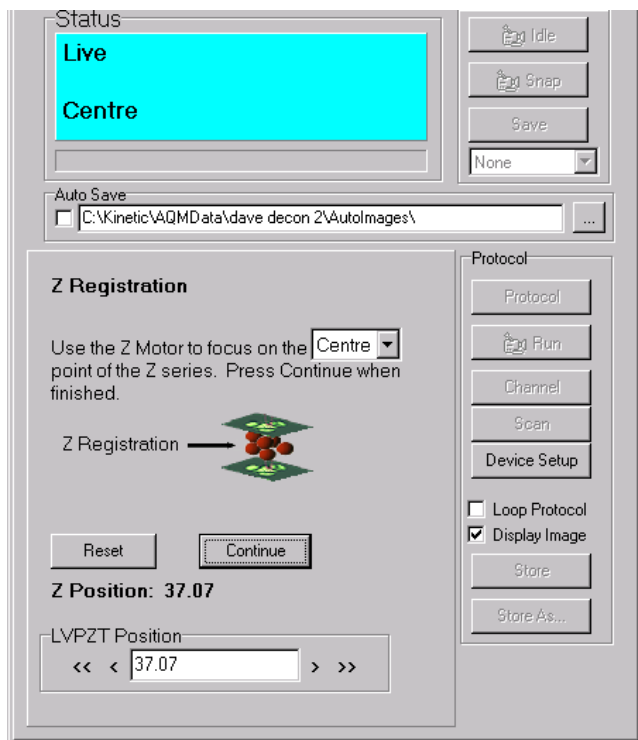 Status
Live
Centre
Idle
Snap
Save
None
Auto Save
C:\Kinetic\AQMData\dave decon 2\AutoImages\
...
Z Registration
Use the Z Motor to focus on the Centre
point of the Z series. Press Continue when
finished.
Z Registration
Reset
Continue
Z Position: 37.07
LVPZT Position
<< < 37.07 > >>
Protocol
Protocol
Run
Channel
Scan
Device Setup
Loop Protocol
Display Image
Store
Store As...